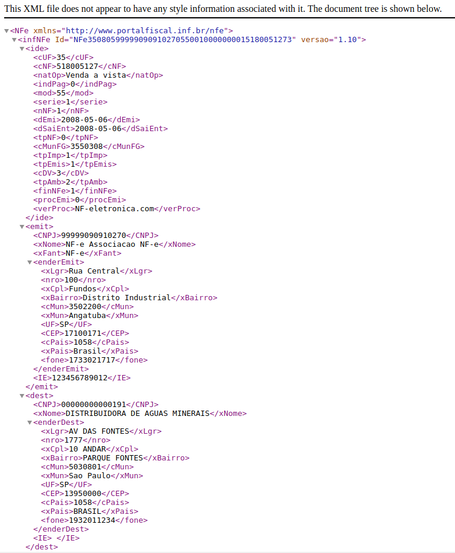 This XML file does not appear to have any style information associated with it. The document tree is shown below.
▼<NFe xmlns="http://www.portalfiscal.inf.br/nfe">
▼<infNFe Id="NFe35080599999090910270550010000000015180051273" versao="1.10">
▼<ide>
<cUF>35</cUF>
<cNF>518005127</cNF>
<natOp>Venda a vista</natOp>
<indPag>0</indPag>
<mod>55</mod>
<serie>1</serie>
<nNF>1</nNF>
<dEmi>2008-05-06</dEmi>
<dSaiEnt>2008-05-06</dSaiEnt>
<tpNF>0</tpNF>
<cMunFG>3550308</cMunFG>
<tpImp>1</tpImp>
<tpEmis>1</tpEmis>
<cDV>3</cDV>
<tpAmb>2</tpAmb>
<finNFe>1</finNFe>
<procEmi>0</procEmi>
<verProc>NF-eletronica.com</verProc>
</ide>
▼<emit>
<CNPJ>99999090910270</CNPJ>
<xNome>NF-e Associacao NF-e</xNome>
<xFant>NF-e</xFant>
▼<enderEmit>
<xLgr>Rua Central</xLgr>
<nro>100</nro>
<xCpl>Fundos</xCpl>
<xBairro>Distrito Industrial</xBairro>
<cMun>3502200</cMun>
<xMun>Angatuba</xMun>
<UF>SP</UF>
<CEP>17100171</CEP>
<cPais>1058</cPais>
<xPais>Brasil</xPais>
<fone>1733021717</fone>
</enderEmit>
<IE>123456789012</IE>
</emit>
▼<dest>
<CNPJ>00000000000191</CNPJ>
<xNome>DISTRIBUIDORA DE AGUAS MINERAIS</xNome>
▼<enderDest>
<xLgr>AV DAS FONTES</xLgr>
<nro>1777</nro>
<xCpl>10 ANDAR</xCpl>
<xBairro>PARQUE FONTES</xBairro>
<cMun>5030801</cMun>
<xMun>Sao Paulo</xMun>
<UF>SP</UF>
<CEP>13950000</CEP>
<cPais>1058</cPais>
<xPais>BRASIL</xPais>
<fone>1932011234</fone>
</enderDest>
<IE> </IE>
</dest>